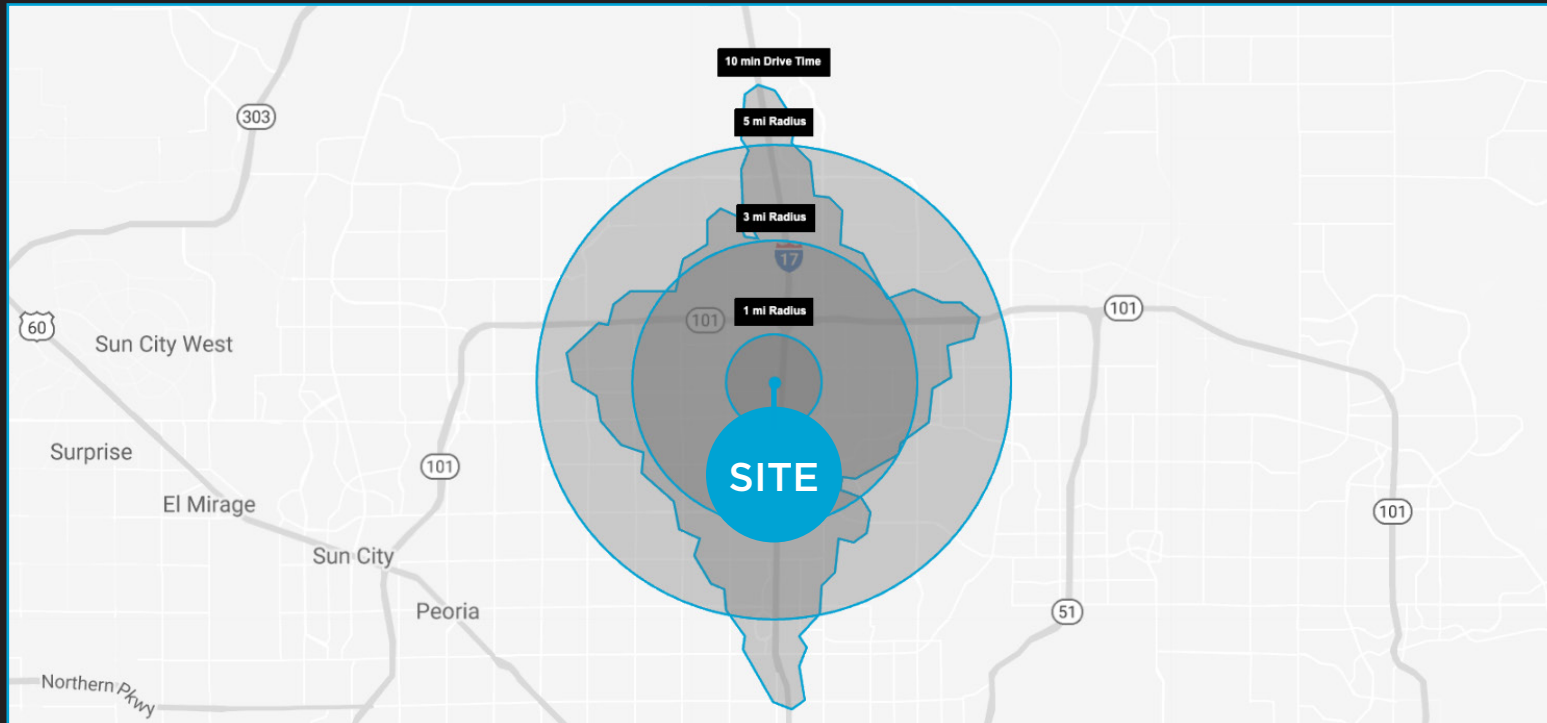 10 min Drive Time
303
5 mi Radius
3 mi Radius
17
1 mi Radius
101
101
60
Sun City West
Surprise
101
El Mirage
SITE
101
Sun City
Peoria
51
Northern Pkwy